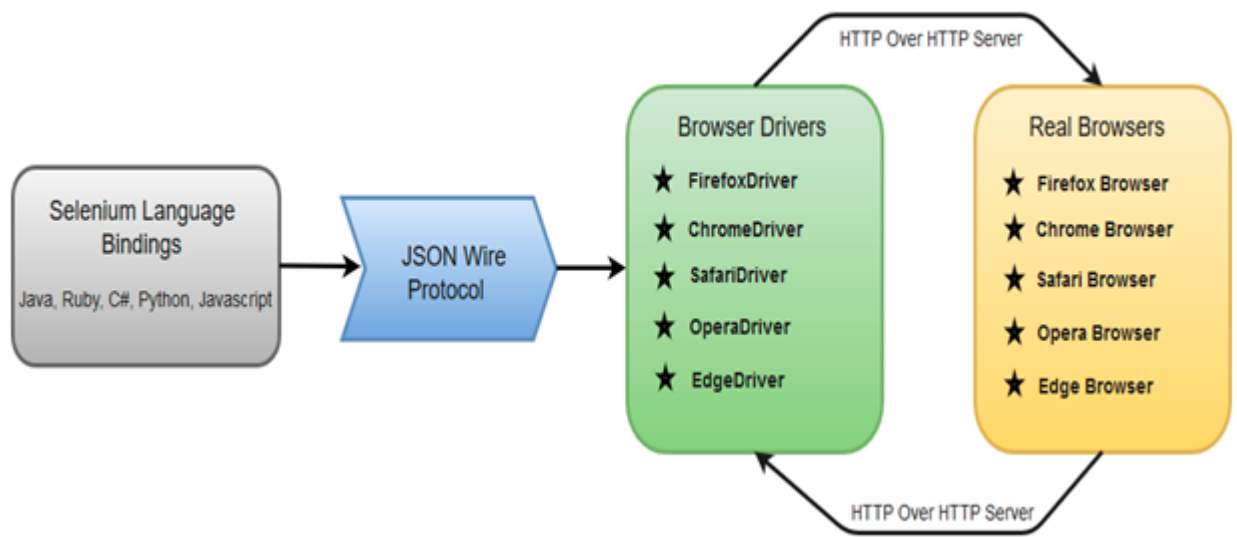 Selenium Language
Bindings
Java, Ruby, C#, Python, Javascript
JSON Wire
Protocol
Browser Drivers
FirefoxDriver
ChromeDriver
SafariDriver
OperaDriver
EdgeDriver
HTTP Over HTTP Server
Real Browsers
Firefox Browser
Chrome Browser
Safari Browser
Opera Browser
Edge Browser
HTTP Over HTTP Server